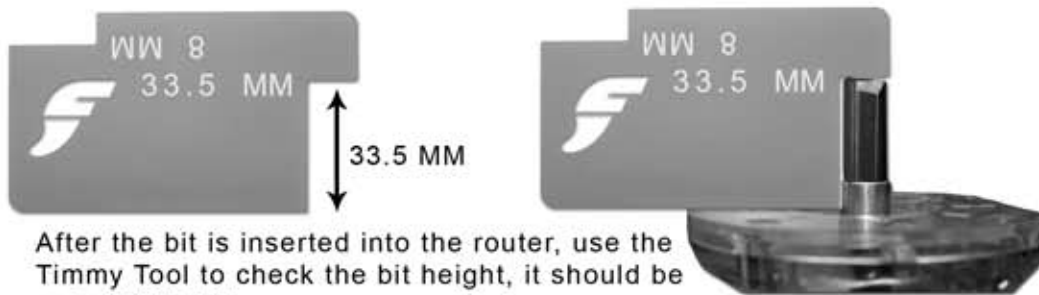 8 MM
33.5 MM
8 MM
33.5 MM
33.5 MM
After the bit is inserted into the router, use the
Timmy Tool to check the bit height, it should be